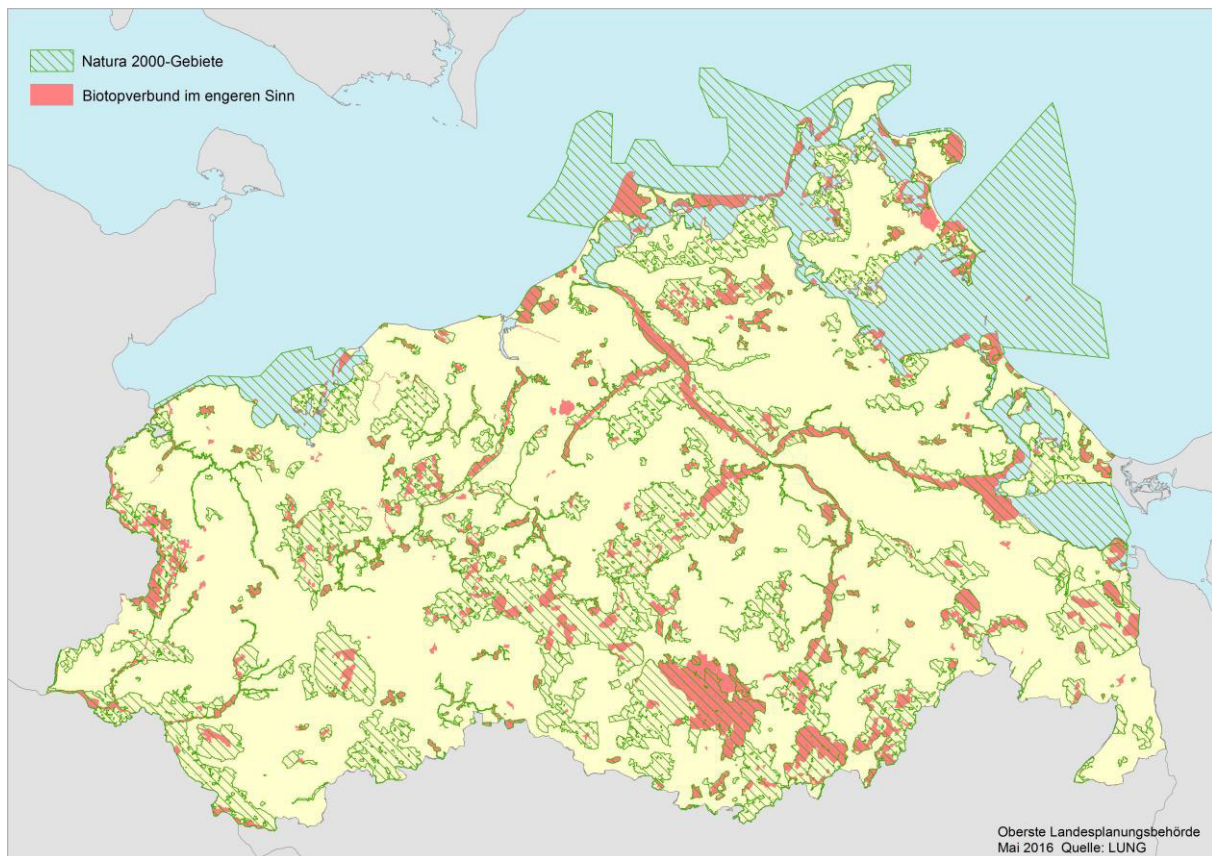 Natura 2000-Gebiete
Biotopverbund im engeren Sinn
Oberste Landesplanungsbehörde
Mai 2016 Quelle: LUNG